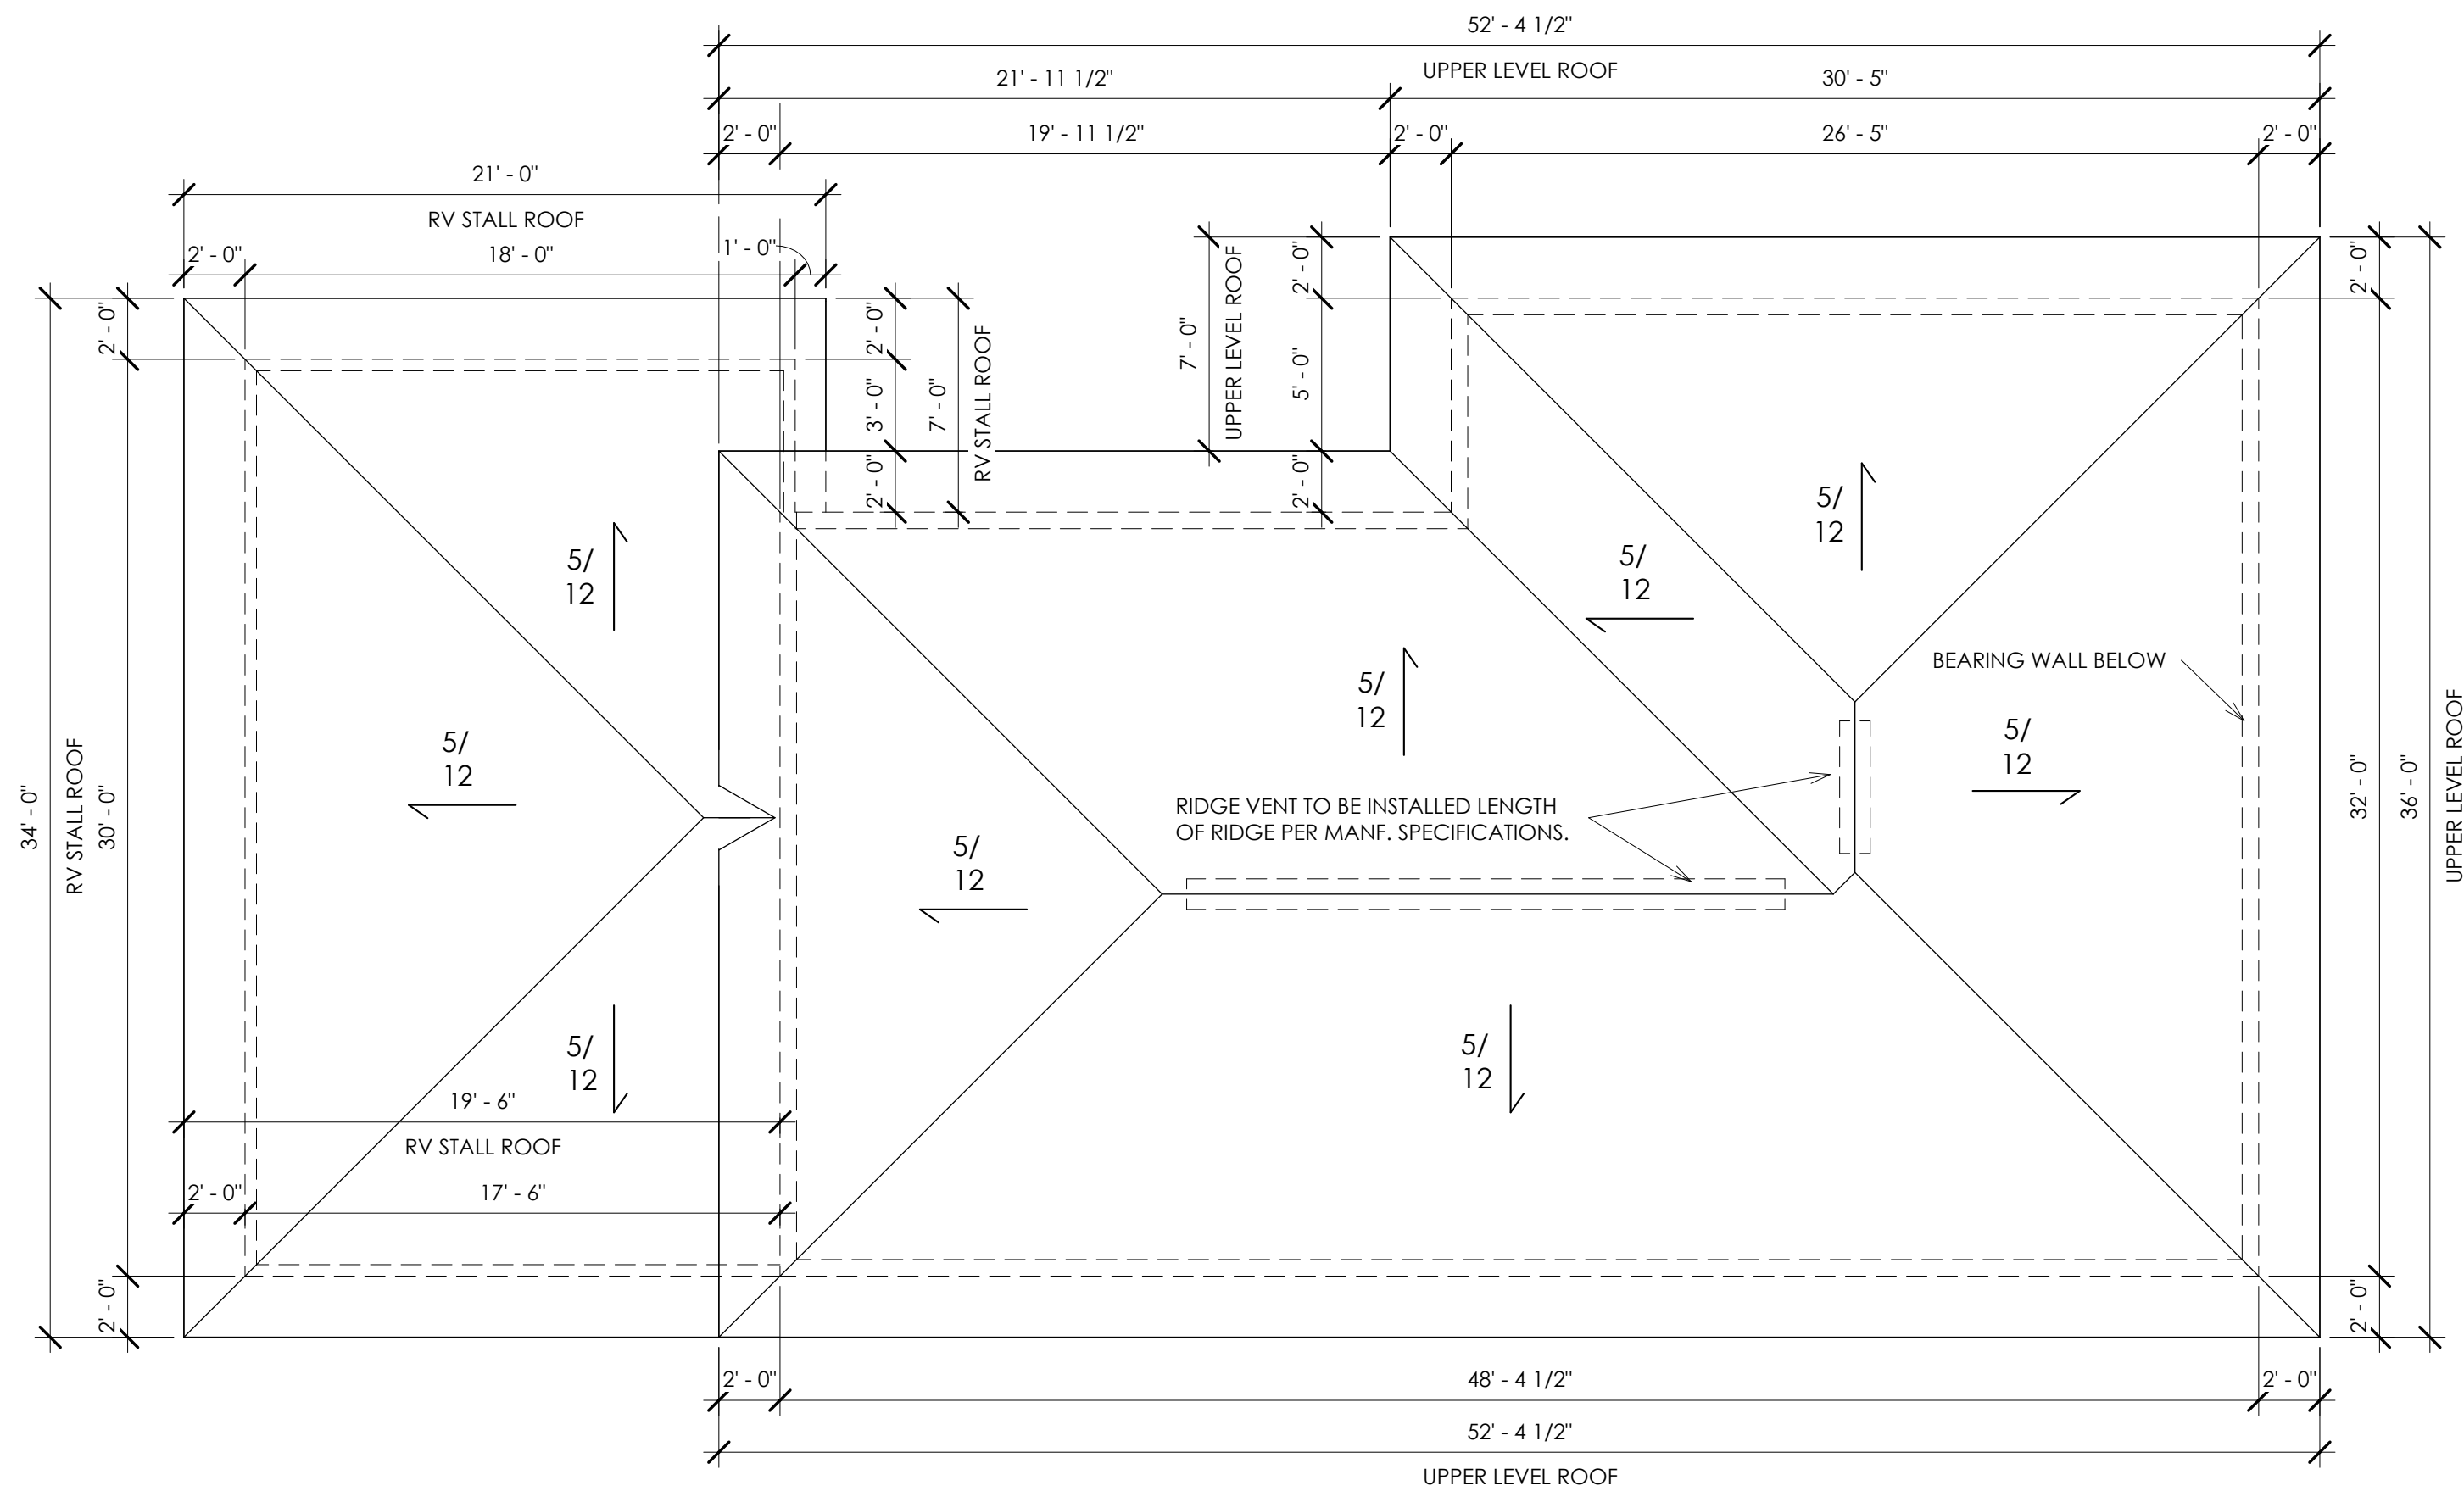 52' - 4 1/2"
UPPER LEVEL ROOF
21' - 11 1/2"
30' - 5"
2' - 0"
19' - 11 1/2"
2' - 0"
26' - 5"
2' - 0"
21' - 0"
RV STALL ROOF
2' - 0"
18' - 0"
1' - 0"
34' - 0"
RV STALL ROOF
2' - 0"
30' - 0"
2' - 0"
2' - 0"
3' - 0"
2' - 0"
7' - 0"
RV STALL ROOF
7' - 0"
UPPER LEVEL ROOF
2' - 0"
5' - 0"
2' - 0"
2' - 0"
32' - 0"
2' - 0"
36' - 0"
UPPER LEVEL ROOF
5/
12
5/
12
5/
12
5/
12
BEARING WALL BELOW
5/
12
5/
12
RIDGE VENT TO BE INSTALLED LENGTH
OF RIDGE PER MANF. SPECIFICATIONS.
5/
12
5/
12
5/
12
19' - 6"
RV STALL ROOF
2' - 0"
17' - 6"
2' - 0"
48' - 4 1/2"
2' - 0"
52' - 4 1/2"
UPPER LEVEL ROOF